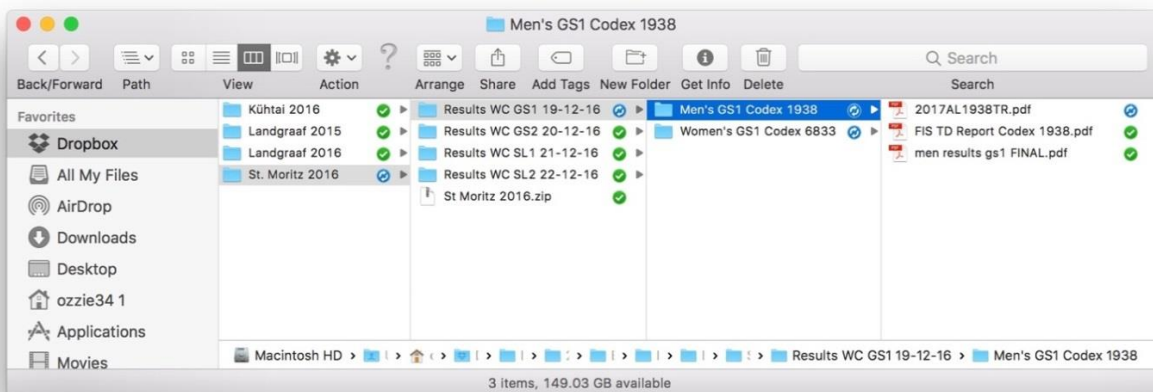 Men's GS1 Codex 1938
Back/Forward Path View Action Arrange Share Add Tags New Folder Get Info Delete Search
Search
Favorites
Dropbox
All My Files
AirDrop
Downloads
Desktop
ozzie34 1
Applications
Movies
Kühtai 2016
Landgraaf 2015
Landgraaf 2016
St. Moritz 2016
Results WC GS1 19-12-16
Results WC GS2 20-12-16
Results WC SL1 21-12-16
Results WC SL2 22-12-16
St Moritz 2016.zip
Men's GS1 Codex 1938
Women's GS1 Codex 6833
2017AL1938TR.pdf
FIS TD Report Codex 1938.pdf
men results gs1 FINAL.pdf
Macintosh HD › Results WC GS1 19-12-16 › Men's GS1 Codex 1938
3 items, 149.03 GB available